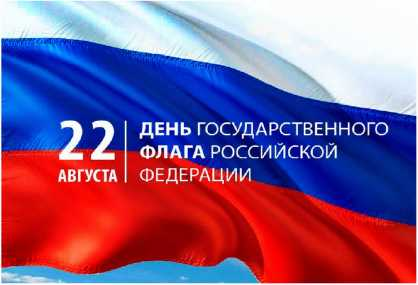 22
АВГУСТА
ДЕНЬ ГОСУДАРСТВЕННОГО
ФЛАГА РОССИЙСКОЙ
ФЕДЕРАЦИИ